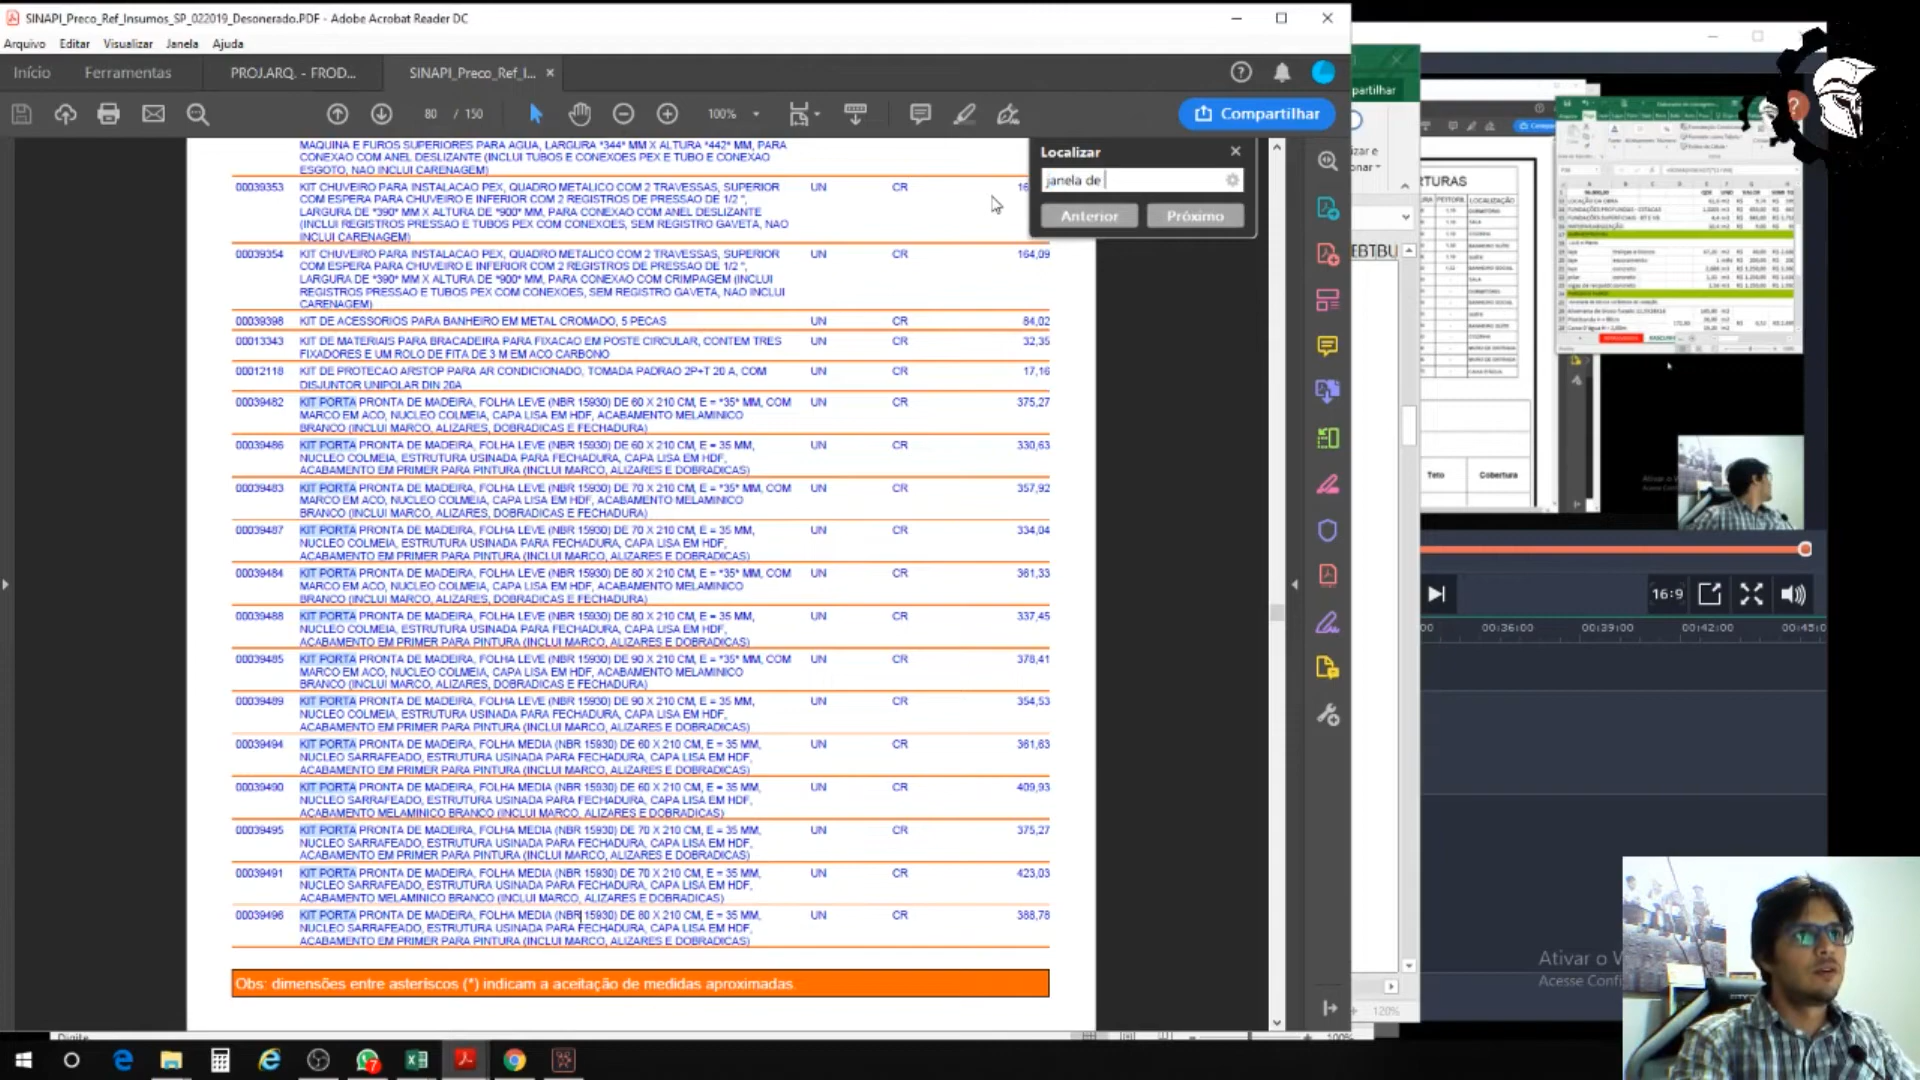 SINAPI_Preco_Ref_Insumos_SP_022019_Desonerado.PDF - Adobe Acrobat Reader DC
Arquivo Editar Visualizar Janela Ajuda
Início Ferramentas PROJ.ARQ. - FROD... SINAPI_Preco_Ref_I... ×
80 / 150 100% Compartilhar
Localizar
janela de
Anterior Próximo
MAQUINA E FUROS SUPERIORES PARA AGUA, LARGURA *344* MM X ALTURA *442* MM, PARA
CONEXAO COM ANEL DESLIZANTE (INCLUI TUBOS E CONEXOES PEX E TUBO E CONEXAO
ESGOTO, NAO INCLUI CARENAGEM)
00039353 KIT CHUVEIRO PARA INSTALACAO PEX, QUADRO METALICO COM 2 TRAVESSAS, SUPERIOR UN CR
COM ESPERA PARA CHUVEIRO E INFERIOR COM 2 REGISTROS DE PRESSAO DE 1/2 ",
LARGURA DE *390* MM X ALTURA DE *900* MM, PARA CONEXAO COM ANEL DESLIZANTE
(INCLUI REGISTROS PRESSAO E TUBOS PEX COM CONEXOES, SEM REGISTRO GAVETA, NAO
INCLUI CARENAGEM)
00039354 KIT CHUVEIRO PARA INSTALACAO PEX, QUADRO METALICO COM 2 TRAVESSAS, SUPERIOR UN CR 164,09
COM ESPERA PARA CHUVEIRO E INFERIOR COM 2 REGISTROS DE PRESSAO DE 1/2 ",
LARGURA DE *390* MM X ALTURA DE *900* MM, PARA CONEXAO COM CRIMPAGEM (INCLUI
REGISTROS PRESSAO E TUBOS PEX COM CONEXOES, SEM REGISTRO GAVETA, NAO INCLUI
CARENAGEM)
00039398 KIT DE ACESSORIOS PARA BANHEIRO EM METAL CROMADO, 5 PECAS UN CR 84,02
00013343 KIT DE MATERIAIS PARA BRACADEIRA PARA FIXACAO EM POSTE CIRCULAR, CONTEM TRES UN CR 32,35
FIXADORES E UM ROLO DE FITA DE 3 M EM ACO CARBONO
00012118 KIT DE PROTECAO ARSTOP PARA AR CONDICIONADO, TOMADA PADRAO 2P+T 20 A, COM UN CR 17,16
DISJUNTOR UNIPOLAR DIN 20A
00039482 KIT PORTA PRONTA DE MADEIRA, FOLHA LEVE (NBR 15930) DE 60 X 210 CM, E = *35* MM, COM UN CR 375,27
MARCO EM ACO, NUCLEO COLMEIA, CAPA LISA EM HDF, ACABAMENTO MELAMINICO
BRANCO (INCLUI MARCO, ALIZARES, DOBRADICAS E FECHADURA)
00039486 KIT PORTA PRONTA DE MADEIRA, FOLHA LEVE (NBR 15930) DE 60 X 210 CM, E = 35 MM, UN CR 330,63
NUCLEO COLMEIA, ESTRUTURA USINADA PARA FECHADURA, CAPA LISA EM HDF,
ACABAMENTO EM PRIMER PARA PINTURA (INCLUI MARCO, ALIZARES E DOBRADICAS)
00039483 KIT PORTA PRONTA DE MADEIRA, FOLHA LEVE (NBR 15930) DE 70 X 210 CM, E = *35* MM, COM UN CR 357,92
MARCO EM ACO, NUCLEO COLMEIA, CAPA LISA EM HDF, ACABAMENTO MELAMINICO
BRANCO (INCLUI MARCO, ALIZARES, DOBRADICAS E FECHADURA)
00039487 KIT PORTA PRONTA DE MADEIRA, FOLHA LEVE (NBR 15930) DE 70 X 210 CM, E = 35 MM, UN CR 334,04
NUCLEO COLMEIA, ESTRUTURA USINADA PARA FECHADURA, CAPA LISA EM HDF,
ACABAMENTO EM PRIMER PARA PINTURA (INCLUI MARCO, ALIZARES E DOBRADICAS)
00039484 KIT PORTA PRONTA DE MADEIRA, FOLHA LEVE (NBR 15930) DE 80 X 210 CM, E = *35* MM, COM UN CR 361,33
MARCO EM ACO, NUCLEO COLMEIA, CAPA LISA EM HDF, ACABAMENTO MELAMINICO
BRANCO (INCLUI MARCO, ALIZARES, DOBRADICAS E FECHADURA)
00039488 KIT PORTA PRONTA DE MADEIRA, FOLHA LEVE (NBR 15930) DE 80 X 210 CM, E = 35 MM, UN CR 337,45
NUCLEO COLMEIA, ESTRUTURA USINADA PARA FECHADURA, CAPA LISA EM HDF,
ACABAMENTO EM PRIMER PARA PINTURA (INCLUI MARCO, ALIZARES E DOBRADICAS)
00039485 KIT PORTA PRONTA DE MADEIRA, FOLHA LEVE (NBR 15930) DE 90 X 210 CM, E = *35* MM, COM UN CR 378,41
MARCO EM ACO, NUCLEO COLMEIA, CAPA LISA EM HDF, ACABAMENTO MELAMINICO
BRANCO (INCLUI MARCO, ALIZARES, DOBRADICAS E FECHADURA)
00039489 KIT PORTA PRONTA DE MADEIRA, FOLHA LEVE (NBR 15930) DE 90 X 210 CM, E = 35 MM, UN CR 354,53
NUCLEO COLMEIA, ESTRUTURA USINADA PARA FECHADURA, CAPA LISA EM HDF,
ACABAMENTO EM PRIMER PARA PINTURA (INCLUI MARCO, ALIZARES E DOBRADICAS)
00039494 KIT PORTA PRONTA DE MADEIRA, FOLHA MEDIA (NBR 15930) DE 60 X 210 CM, E = 35 MM, UN CR 361,63
NUCLEO SARRAFEADO, ESTRUTURA USINADA PARA FECHADURA, CAPA LISA EM HDF,
ACABAMENTO EM PRIMER PARA PINTURA (INCLUI MARCO, ALIZARES E DOBRADICAS)
00039490 KIT PORTA PRONTA DE MADEIRA, FOLHA MEDIA (NBR 15930) DE 60 X 210 CM, E = 35 MM, UN CR 409,93
NUCLEO SARRAFEADO, ESTRUTURA USINADA PARA FECHADURA, CAPA LISA EM HDF,
ACABAMENTO MELAMINICO BRANCO (INCLUI MARCO, ALIZARES E DOBRADICAS)
00039495 KIT PORTA PRONTA DE MADEIRA, FOLHA MEDIA (NBR 15930) DE 70 X 210 CM, E = 35 MM, UN CR 375,27
NUCLEO SARRAFEADO, ESTRUTURA USINADA PARA FECHADURA, CAPA LISA EM HDF,
ACABAMENTO EM PRIMER PARA PINTURA (INCLUI MARCO, ALIZARES E DOBRADICAS)
00039491 KIT PORTA PRONTA DE MADEIRA, FOLHA MEDIA (NBR 15930) DE 70 X 210 CM, E = 35 MM, UN CR 423,03
NUCLEO SARRAFEADO, ESTRUTURA USINADA PARA FECHADURA, CAPA LISA EM HDF,
ACABAMENTO MELAMINICO BRANCO (INCLUI MARCO, ALIZARES E DOBRADICAS)
00039496 KIT PORTA PRONTA DE MADEIRA, FOLHA MEDIA (NBR 15930) DE 80 X 210 CM, E = 35 MM, UN CR 388,78
NUCLEO SARRAFEADO, ESTRUTURA USINADA PARA FECHADURA, CAPA LISA EM HDF,
ACABAMENTO EM PRIMER PARA PINTURA (INCLUI MARCO, ALIZARES E DOBRADICAS)
Obs: dimensões entre asteriscos (*) indicam a aceitação de medidas aproximadas.
partilhar
Teto Cobertura
16:9
00:36:00 00:39:00 00:42:00
Ativar o
120%
100%